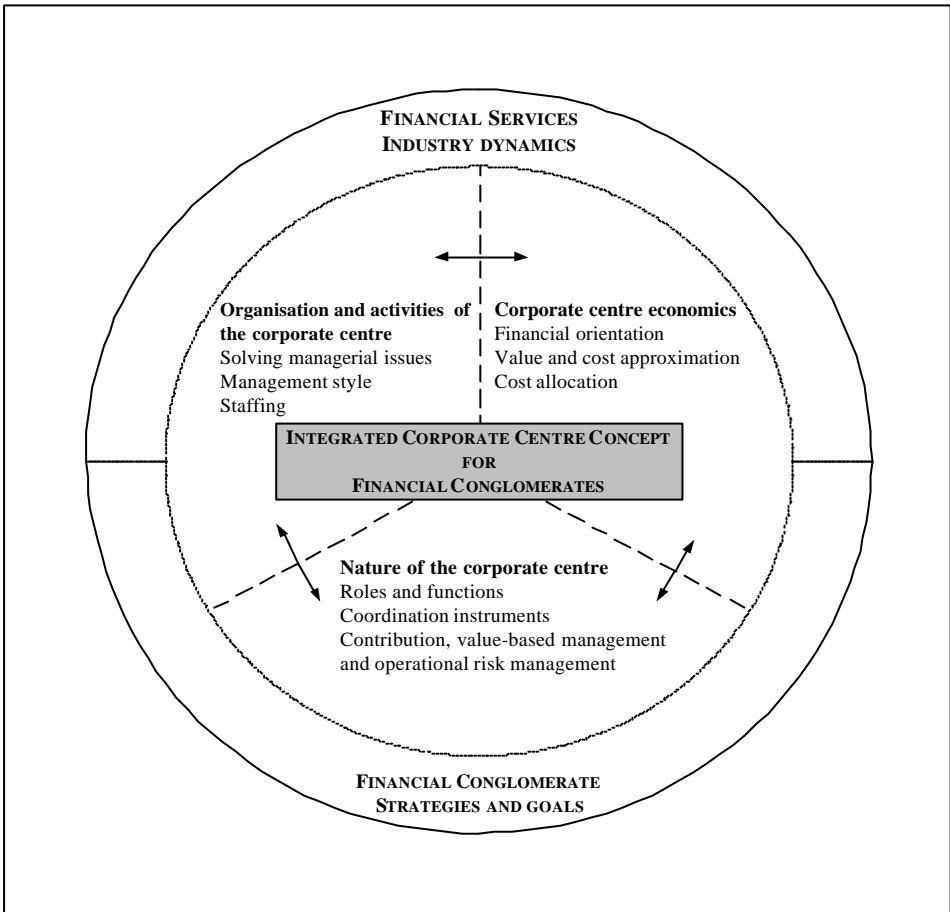 FINANCIAL SERVICES
INDUSTRY DYNAMICS
Organisation and activities of
the corporate centre
Solving managerial issues
Management style
Staffing
Corporate centre economics
Financial orientation
Value and cost approximation
Cost allocation
INTEGRATED CORPORATE CENTRE CONCEPT
FOR
FINANCIAL CONGLOMERATES
Nature of the corporate centre
Roles and functions
Coordination instruments
Contribution, value-based management
and operational risk management
FINANCIAL CONGLOMERATE
STRATEGIES AND GOALS